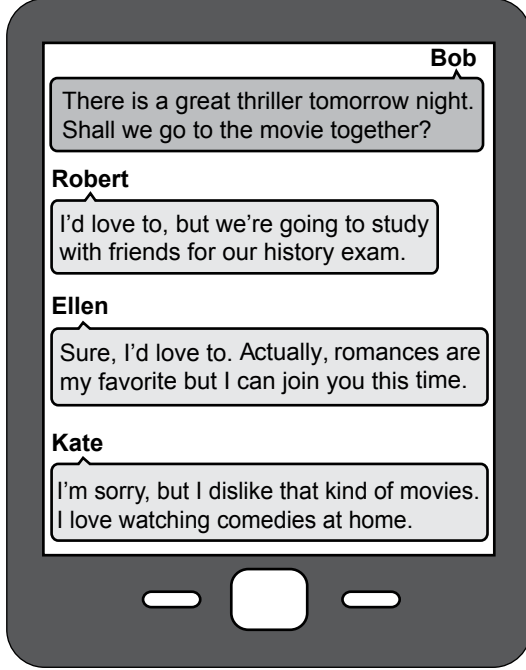 Bob
There is a great thriller tomorrow night.
Shall we go to the movie together?
Robert
I'd love to, but we're going to study
with friends for our history exam.
Ellen
Sure, I'd love to. Actually, romances are
my favorite but I can join you this time.
Kate
I'm sorry, but I dislike that kind of movies.
I love watching comedies at home.